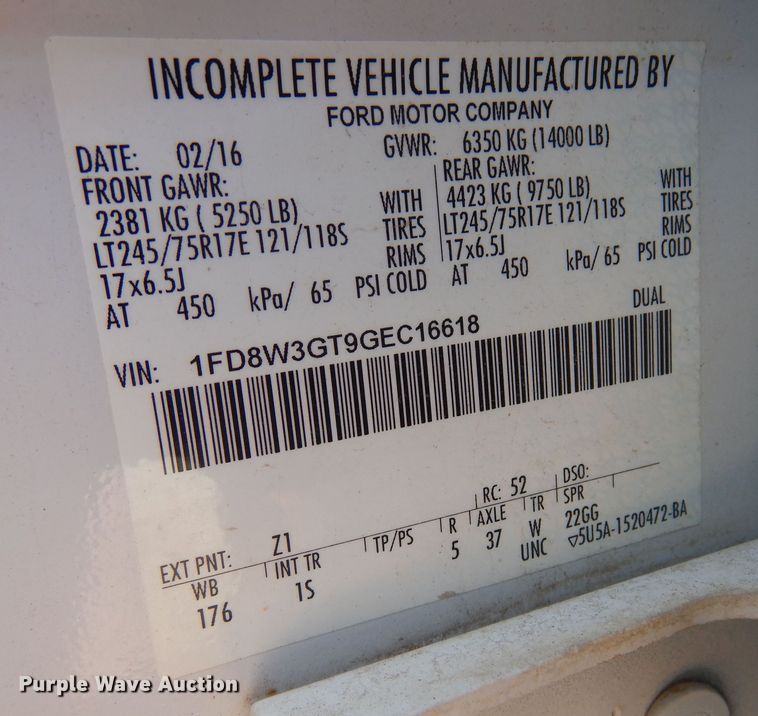 INCOMPLETE VEHICLE MANUFACTURED BY
FORD MOTOR COMPANY
DATE: 02/16 GVWR: 6350 KG (14000 LB)
FRONT GAWR: REAR GAWR:
2381 KG ( 5250 LB) WITH 4423 KG ( 9750 LB) WITH
LT245/75R17E 121/118S TIRES LT245/75R17E 121/118S TIRES
17x6.5J RIMS 17x6.5J RIMS
AT 450 kPa/ 65 PSI COLD AT 450 kPa/ 65 PSI COLD
DUAL
VIN: 1FD8W3GT9GEC16618
EXT PNT: Z1 RC: 52 DSO:
WB INT TR TP/PS R AXLE TR SPR
176 1S 5 37 W 22GG
UNC ▽5U5A-1520472-BA
Purple Wave Auction